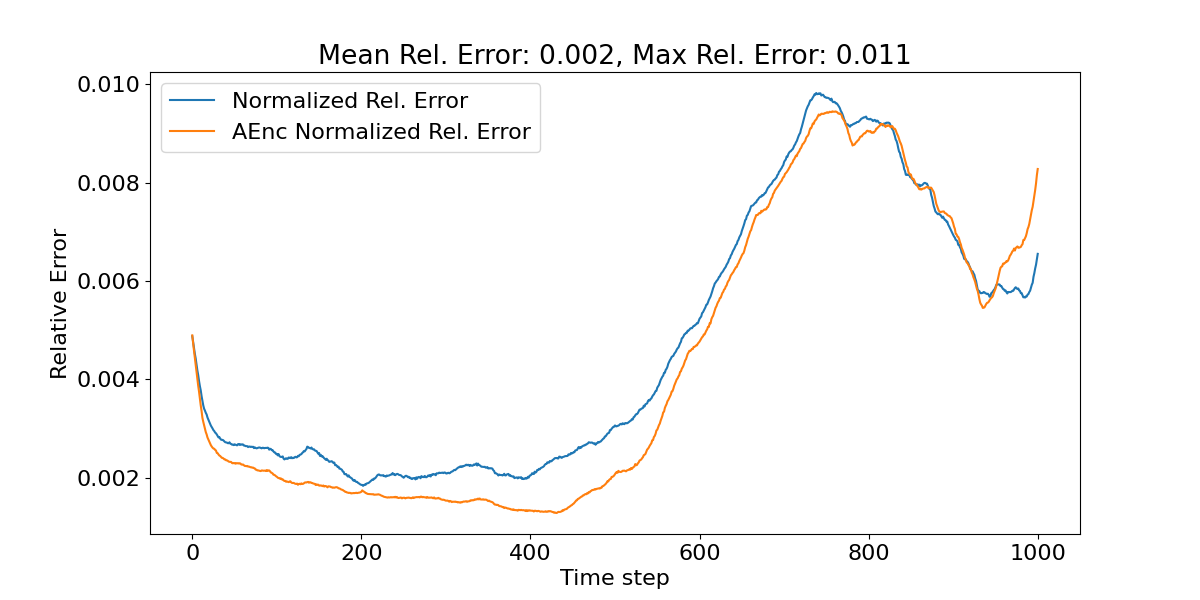 Mean Rel. Error: 0.002, Max Rel. Error: 0.011
Normalized Rel. Error
AEnc Normalized Rel. Error
Relative Error
0.010
0.008
0.006
0.004
0.002
0 200 400 600 800 1000
Time step